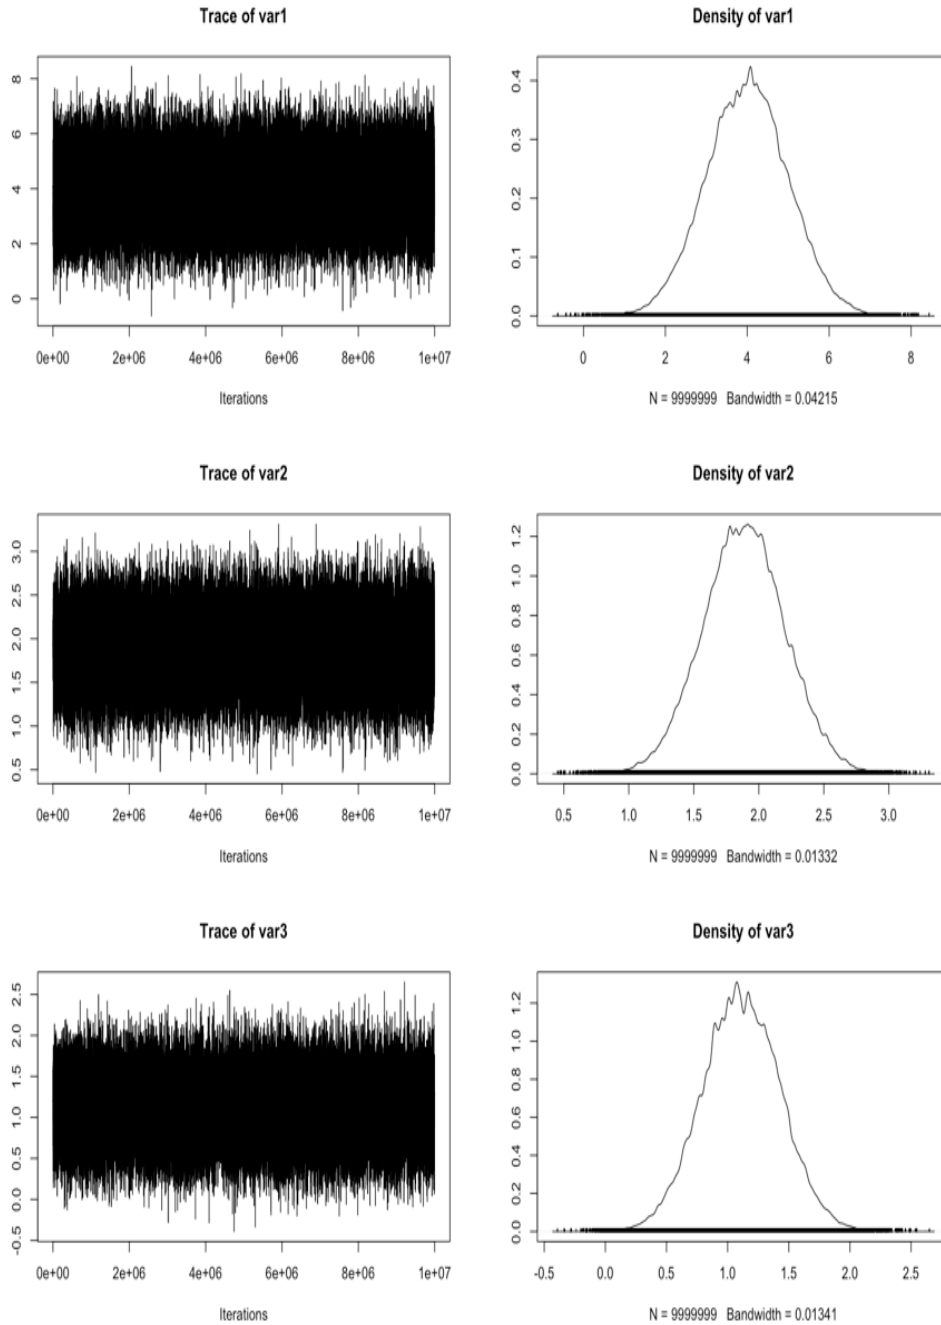 Trace of var1
8
6
4
2
0
0e+00 2e+06 4e+06 6e+06 8e+06 1e+07
Iterations
Density of var1
0.4
0.3
0.2
0.1
0.0
0 2 4 6 8
N = 9999999 Bandwidth = 0.04215
Trace of var2
3.0
2.5
2.0
1.5
1.0
0.5
0e+00 2e+06 4e+06 6e+06 8e+06 1e+07
Iterations
Density of var2
1.2
1.0
0.8
0.6
0.4
0.2
0.0
0.5 1.0 1.5 2.0 2.5 3.0
N = 9999999 Bandwidth = 0.01332
Trace of var3
2.5
2.0
1.5
1.0
0.5
0.0
-0.5
0e+00 2e+06 4e+06 6e+06 8e+06 1e+07
Iterations
Density of var3
1.2
1.0
0.8
0.6
0.4
0.2
0.0
-0.5 0.0 0.5 1.0 1.5 2.0 2.5
N = 9999999 Bandwidth = 0.01341